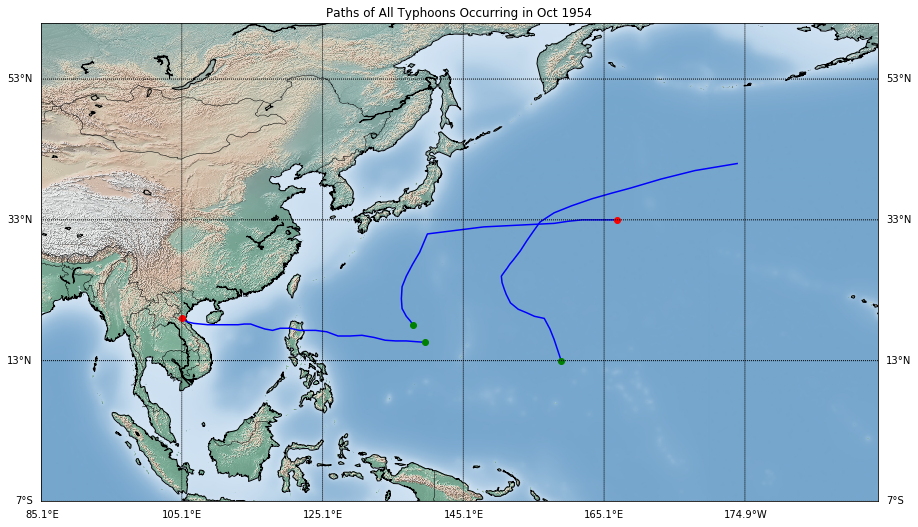 Paths of All Typhoons Occurring in Oct 1954
53°N
53°N
33°N
33°N
13°N
13°N
7°S
7°S
85.1°E
105.1°E
125.1°E
145.1°E
165.1°E
174.9°W